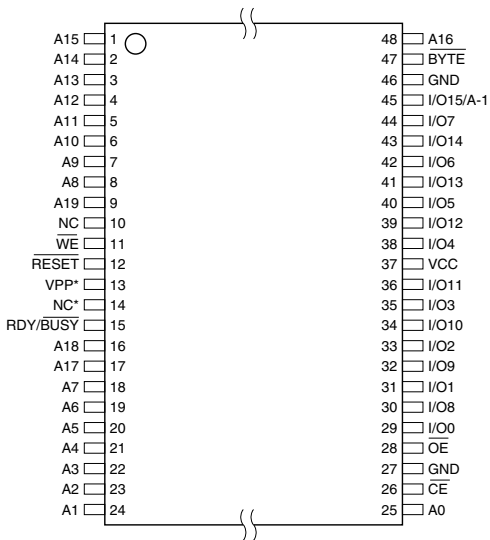 A15 1 48 A16
A14 2 47 BYTE
A13 3 46 GND
A12 4 45 I/O15/A-1
A11 5 44 I/O7
A10 6 43 I/O14
A9 7 42 I/O6
A8 8 41 I/O13
A19 9 40 I/O5
NC 10 39 I/O12
WE 11 38 I/O4
RESET 12 37 VCC
VPP* 13 36 I/O11
NC* 14 35 I/O3
RDY/BUSY 15 34 I/O10
A18 16 33 I/O2
A17 17 32 I/O9
A7 18 31 I/O1
A6 19 30 I/O8
A5 20 29 I/O0
A4 21 28 OE
A3 22 27 GND
A2 23 26 CE
A1 24 25 A0